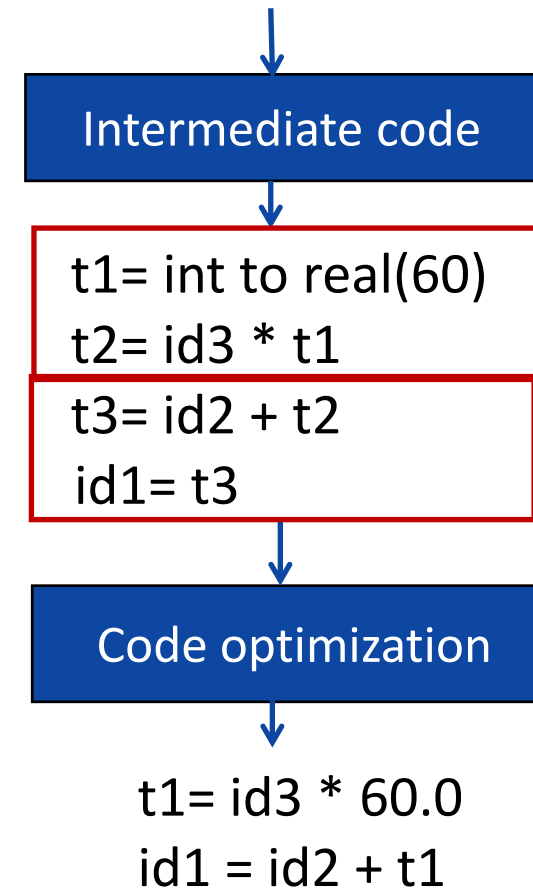 Intermediate code
t1= int to real(60)
t2= id3 * t1
t3= id2 + t2
id1= t3
Code optimization
t1= id3 * 60.0
id1 = id2 + t1